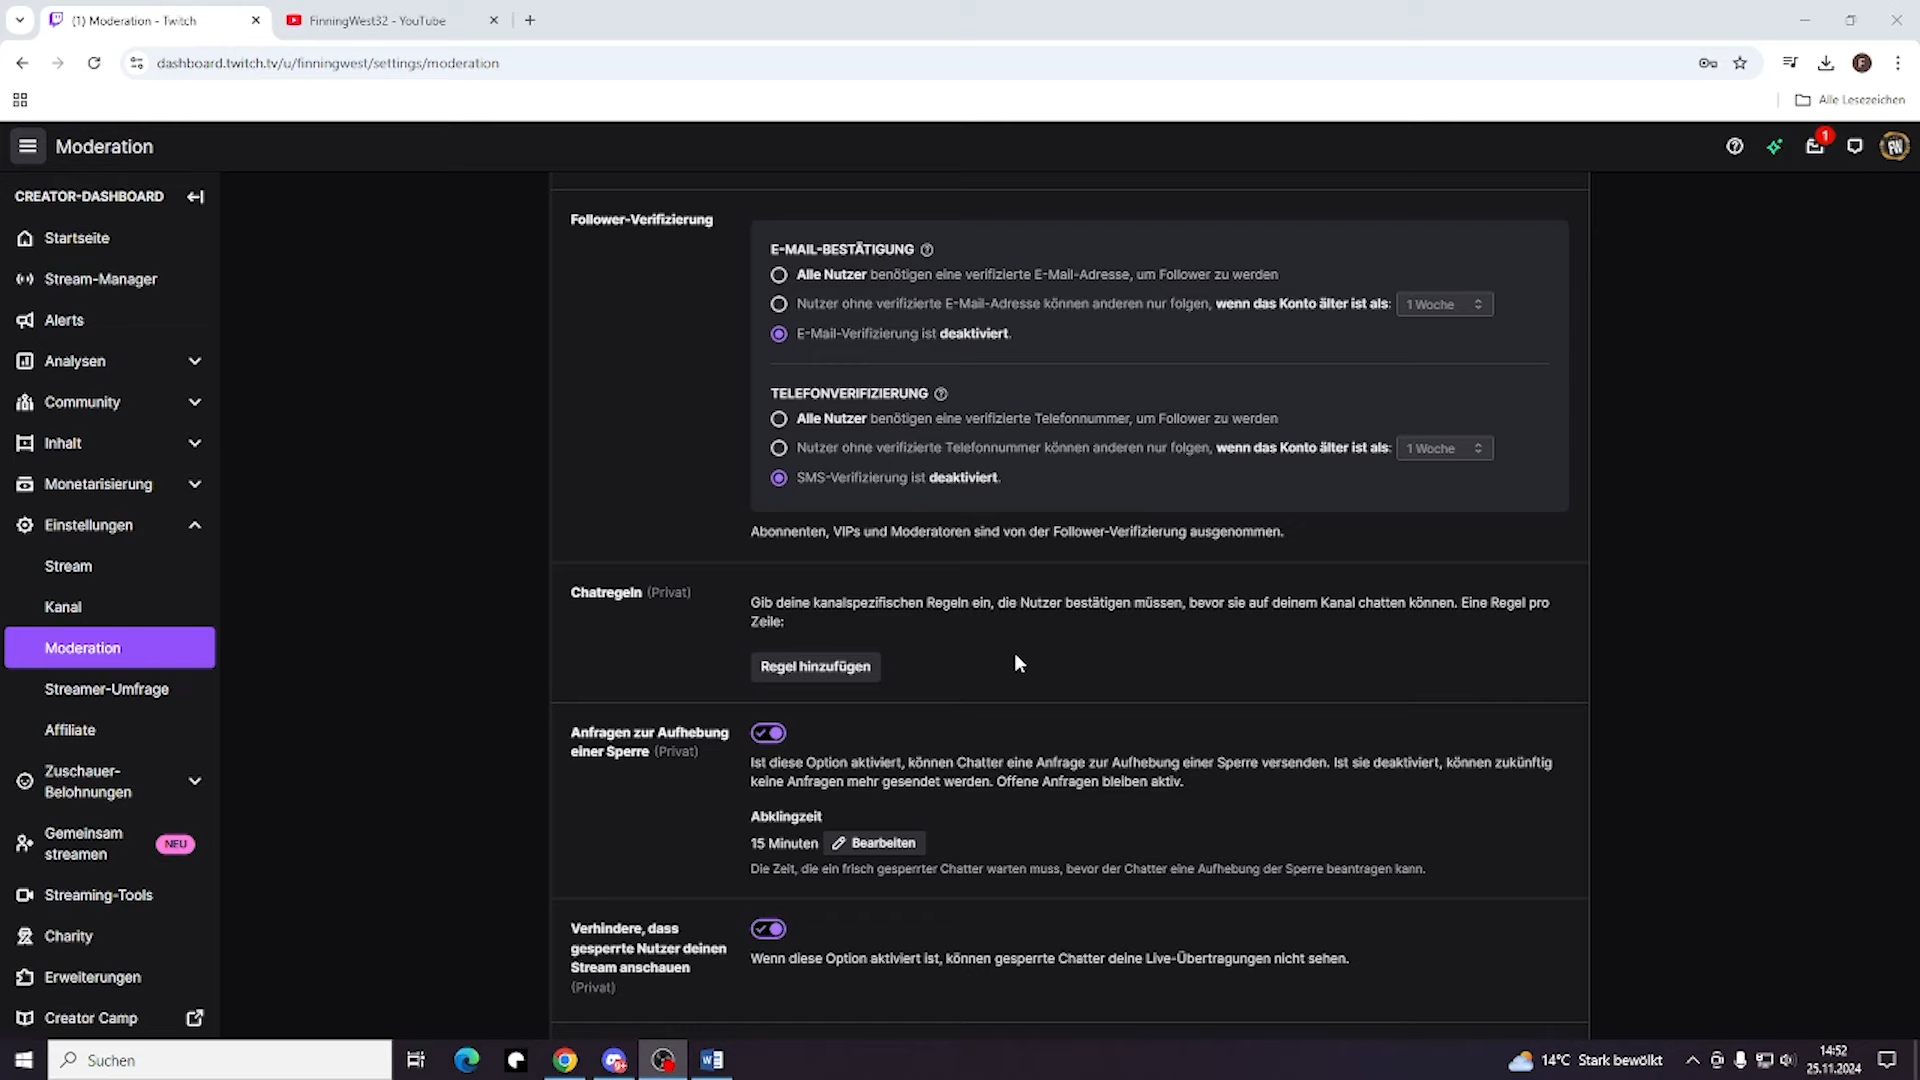 (1) Moderation - Twitch
FinningWest32 - YouTube
dashboard.twitch.tv/u/finningwest/settings/moderation
F
Alle Lesezeichen
Moderation
1
CREATOR-DASHBOARD
Startseite
Stream-Manager
Alerts
Analysen
Community
Inhalt
Monetarisierung
Einstellungen
Stream
Kanal
Moderation
Streamer-Umfrage
Affiliate
Zuschauer-
Belohnungen
Gemeinsam
streamen
NEU
Streaming-Tools
Charity
Erweiterungen
Creator Camp
Follower-Verifizierung
E-MAIL-BESTÄTIGUNG
Alle Nutzer benötigen eine verifizierte E-Mail-Adresse, um Follower zu werden
Nutzer ohne verifizierte E-Mail-Adresse können anderen nur folgen, wenn das Konto älter ist als: 1 Woche
E-Mail-Verifizierung ist deaktiviert.
TELEFONVERIFIZIERUNG
Alle Nutzer benötigen eine verifizierte Telefonnummer, um Follower zu werden
Nutzer ohne verifizierte Telefonnummer können anderen nur folgen, wenn das Konto älter ist als: 1 Woche
SMS-Verifizierung ist deaktiviert.
Abonnenten, VIPs und Moderatoren sind von der Follower-Verifizierung ausgenommen.
Chatregeln (Privat)
Gib deine kanalspezifischen Regeln ein, die Nutzer bestätigen müssen, bevor sie auf deinem Kanal chatten können. Eine Regel pro
Zeile:
Regel hinzufügen
Anfragen zur Aufhebung
einer Sperre (Privat)
Ist diese Option aktiviert, können Chatter eine Anfrage zur Aufhebung einer Sperre versenden. Ist sie deaktiviert, können zukünftig
keine Anfragen mehr gesendet werden. Offene Anfragen bleiben aktiv.
Abklingzeit
15 Minuten Bearbeiten
Die Zeit, die ein frisch gesperrter Chatter warten muss, bevor der Chatter eine Aufhebung der Sperre beantragen kann.
Verhindere, dass
gesperrte Nutzer deinen
Stream anschauen
(Privat)
Wenn diese Option aktiviert ist, können gesperrte Chatter deine Live-Übertragungen nicht sehen.
Suchen
14°C Stark bewölkt
14:52
25.11.2024